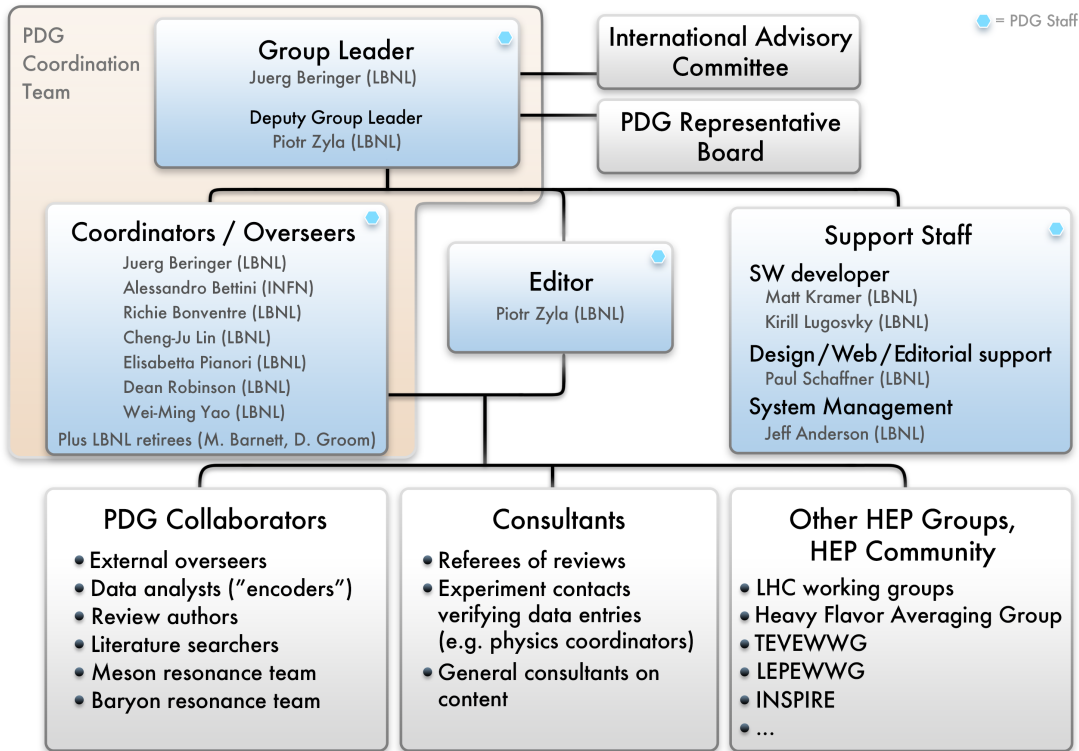 PDG
Coordination
Team
= PDG Staff
Group Leader
Juerg Beringer (LBNL)
Deputy Group Leader
Piotr Zyla (LBNL)
International Advisory
Committee
PDG Representative
Board
Coordinators / Overseers
Juerg Beringer (LBNL)
Alessandro Bettini (INFN)
Richie Bonventre (LBNL)
Cheng-Ju Lin (LBNL)
Elisabetta Pianori (LBNL)
Dean Robinson (LBNL)
Wei-Ming Yao (LBNL)
Plus LBNL retirees (M. Barnett, D. Groom)
Editor
Piotr Zyla (LBNL)
Support Staff
SW developer
Matt Kramer (LBNL)
Kirill Lugosvky (LBNL)
Design/Web/Editorial support
Paul Schaffner (LBNL)
System Management
Jeff Anderson (LBNL)
PDG Collaborators
• External overseers
• Data analysts ("encoders")
• Review authors
• Literature searchers
• Meson resonance team
• Baryon resonance team
Consultants
• Referees of reviews
• Experiment contacts
verifying data entries
(e.g. physics coordinators)
• General consultants on
content
Other HEP Groups,
HEP Community
• LHC working groups
• Heavy Flavor Averaging Group
• TEVEWWG
• LEPEWWG
• INSPIRE
• ...